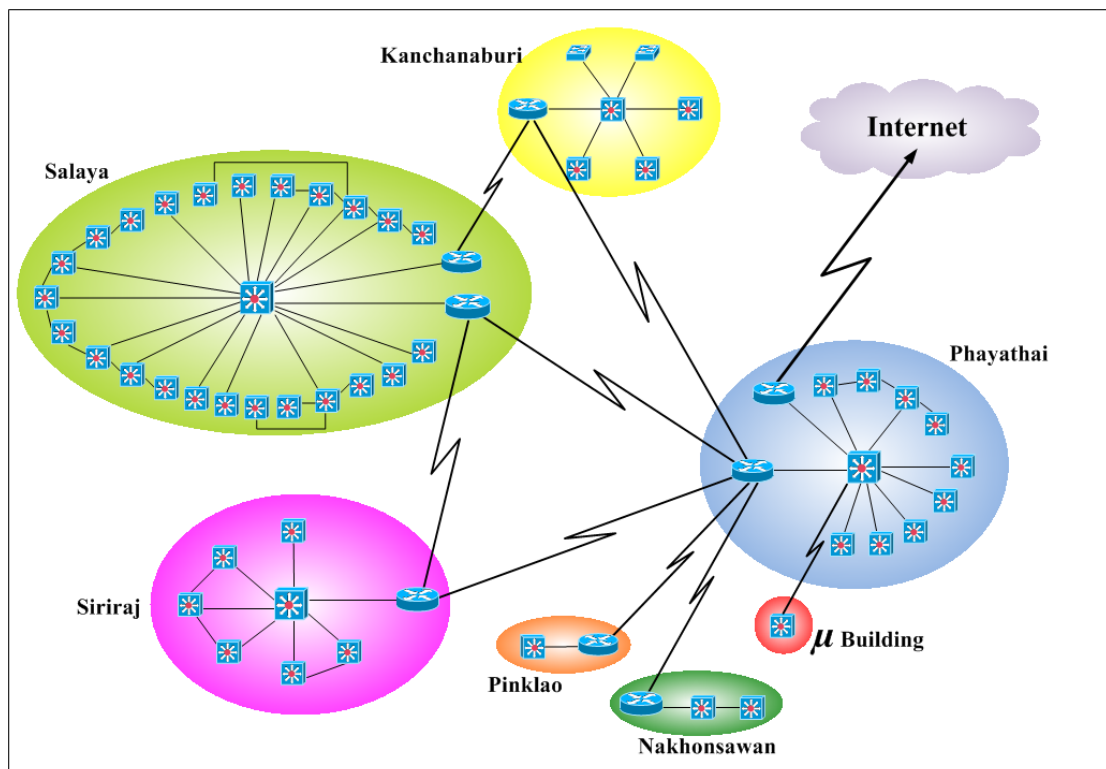 Kanchanaburi
Internet
Salaya
Phayathai
Siriraj
μ Building
Pinklao
Nakhonsawan